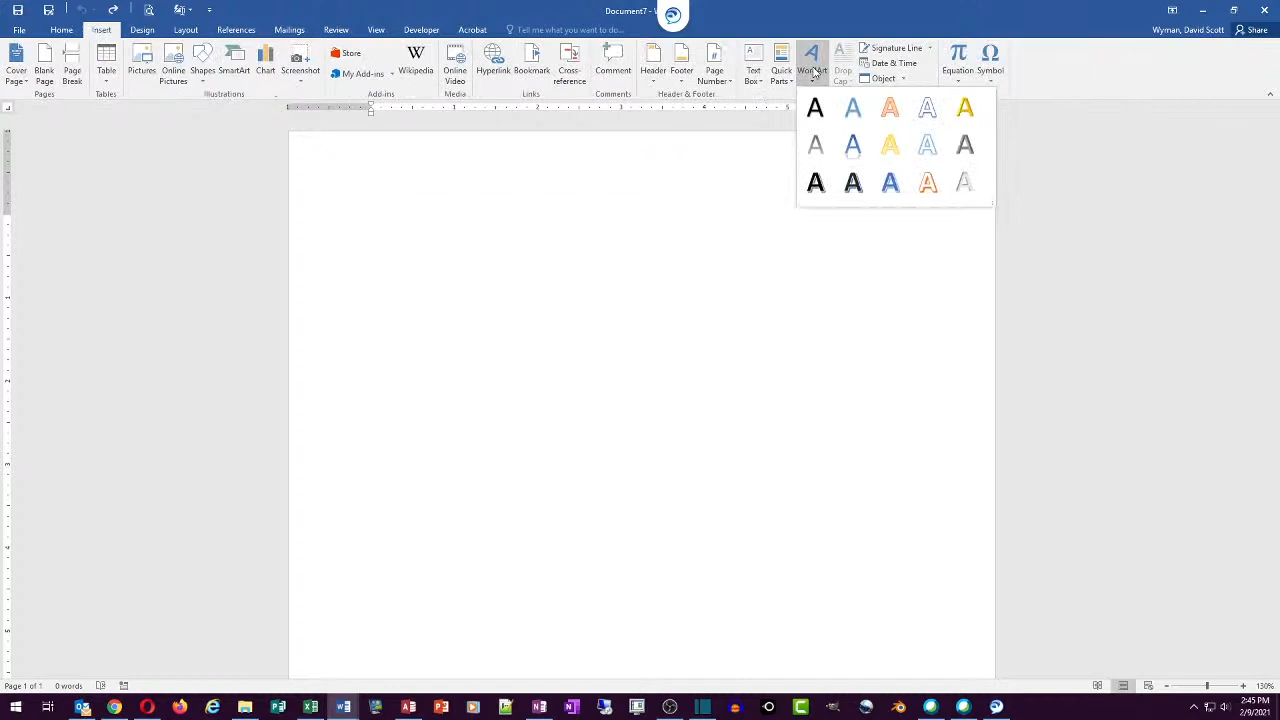 Document7 - W
Wyman, David Scott
File Insert Home Design Layout References Mailings Review View Developer Acrobat Tell me what you want to do... Share
Cover Page
Blank Page
Page Break
Pages
Table
Tables
Pictures
Online Pictures
Shapes
SmartArt
Chart
Screenshot
Illustrations
Store
My Add-ins
Wikipedia
Add-ins
Online Video
Media
Hyperlink
Bookmark
Cross-reference
Links
Comment
Comments
Header
Footer
Page Number
Header & Footer
Text Box
Quick Parts
WordArt
Drop Cap
Signature Line
Date & Time
Object
Equation
Symbol
A A A A A
A A A A A
A A A A A
Page 1 of 1 0 words
130%
2:45 PM
2/9/2021